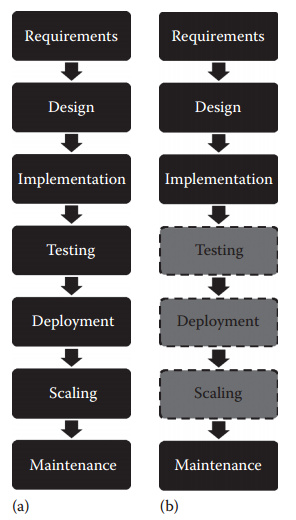 Requirements
Design
Implementation
Testing
Deployment
Scaling
Maintenance
(a)
Requirements
Design
Implementation
Testing
Deployment
Scaling
Maintenance
(b)